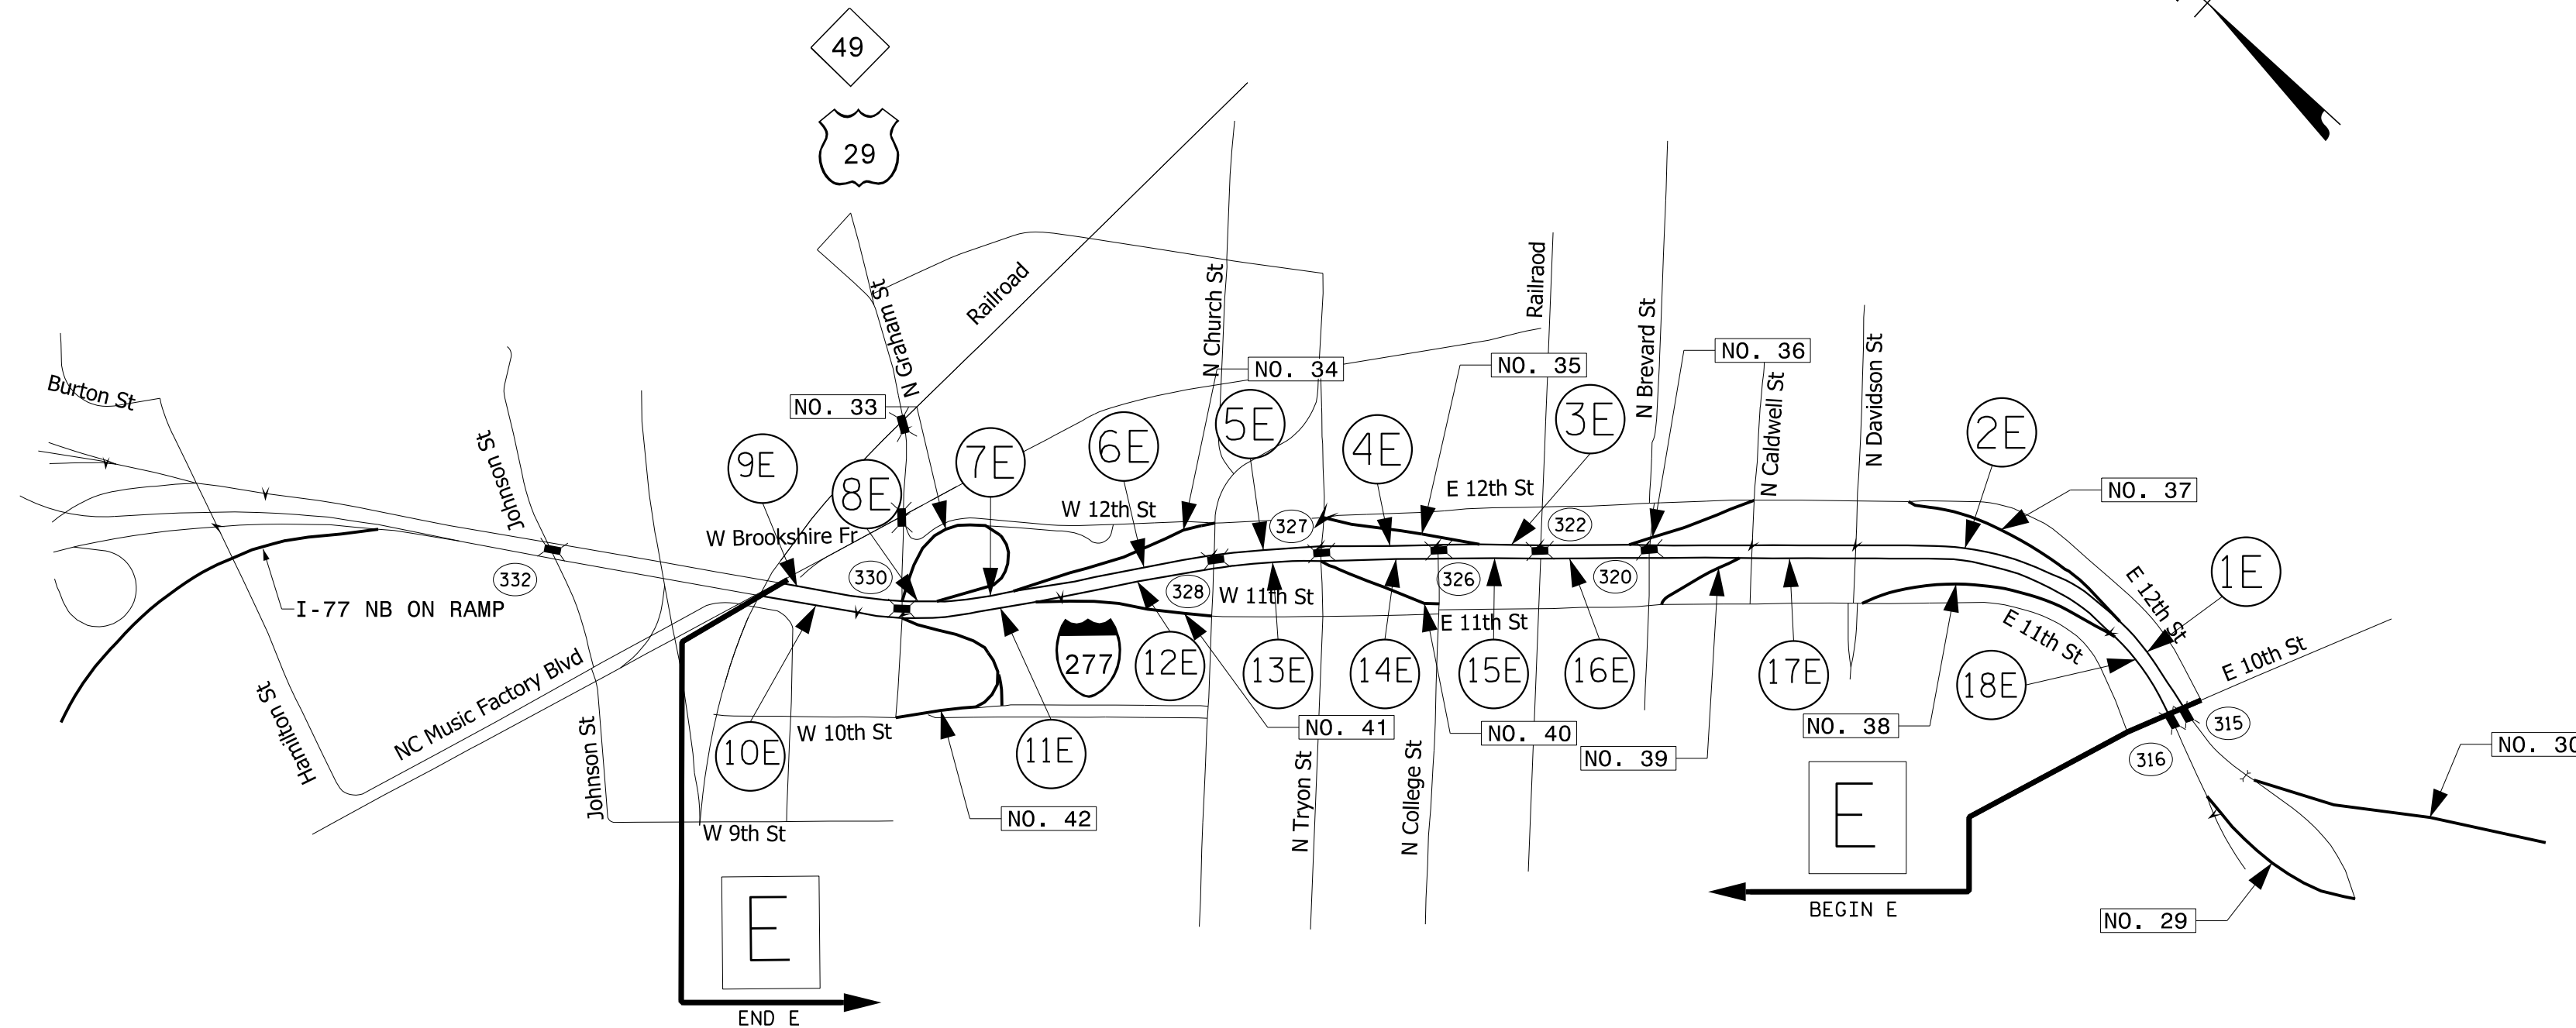 49
29
N Graham St
Railroad
N Church St
Railraod
N Brevard St
N Caldwell St
N Davidson St
Burton St
Johnson St
NO. 33
NO. 34
NO. 35
NO. 36
NO. 37
9E
8E
7E
6E
5E
4E
3E
2E
1E
W Brookshire Fr
W 12th St
E 12th St
E 12th St
332
330
328
327
326
322
320
315
316
I-77 NB ON RAMP
277
W 11th St
E 11th St
E 11th St
E 10th St
Hamilton St
NC Music Factory Blvd
Johnson St
10E
11E
12E
13E
14E
15E
16E
17E
18E
W 10th St
W 9th St
N Tryon St
N College St
NO. 42
NO. 41
NO. 40
NO. 39
NO. 38
NO. 30
NO. 29
E
BEGIN E
E
END E